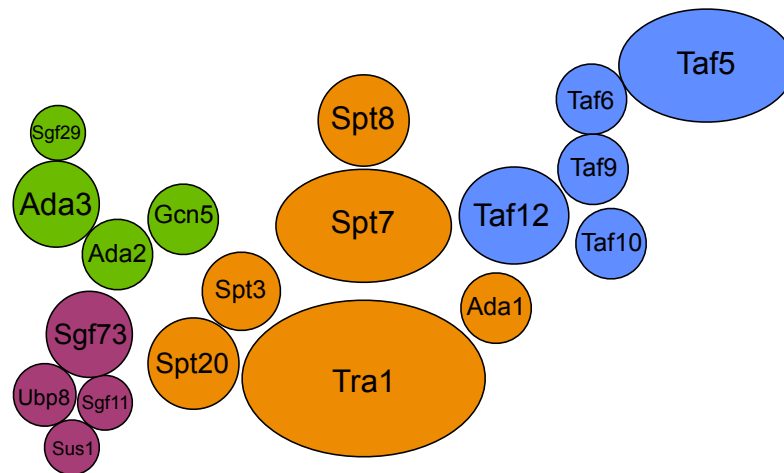 Taf5
Taf6
Spt8
Sgf29
Taf9
Ada3
Gcn5
Spt7
Taf12
Taf10
Ada2
Spt3
Ada1
Sgf73
Spt20
Tra1
Ubp8
Sgf11
Sus1